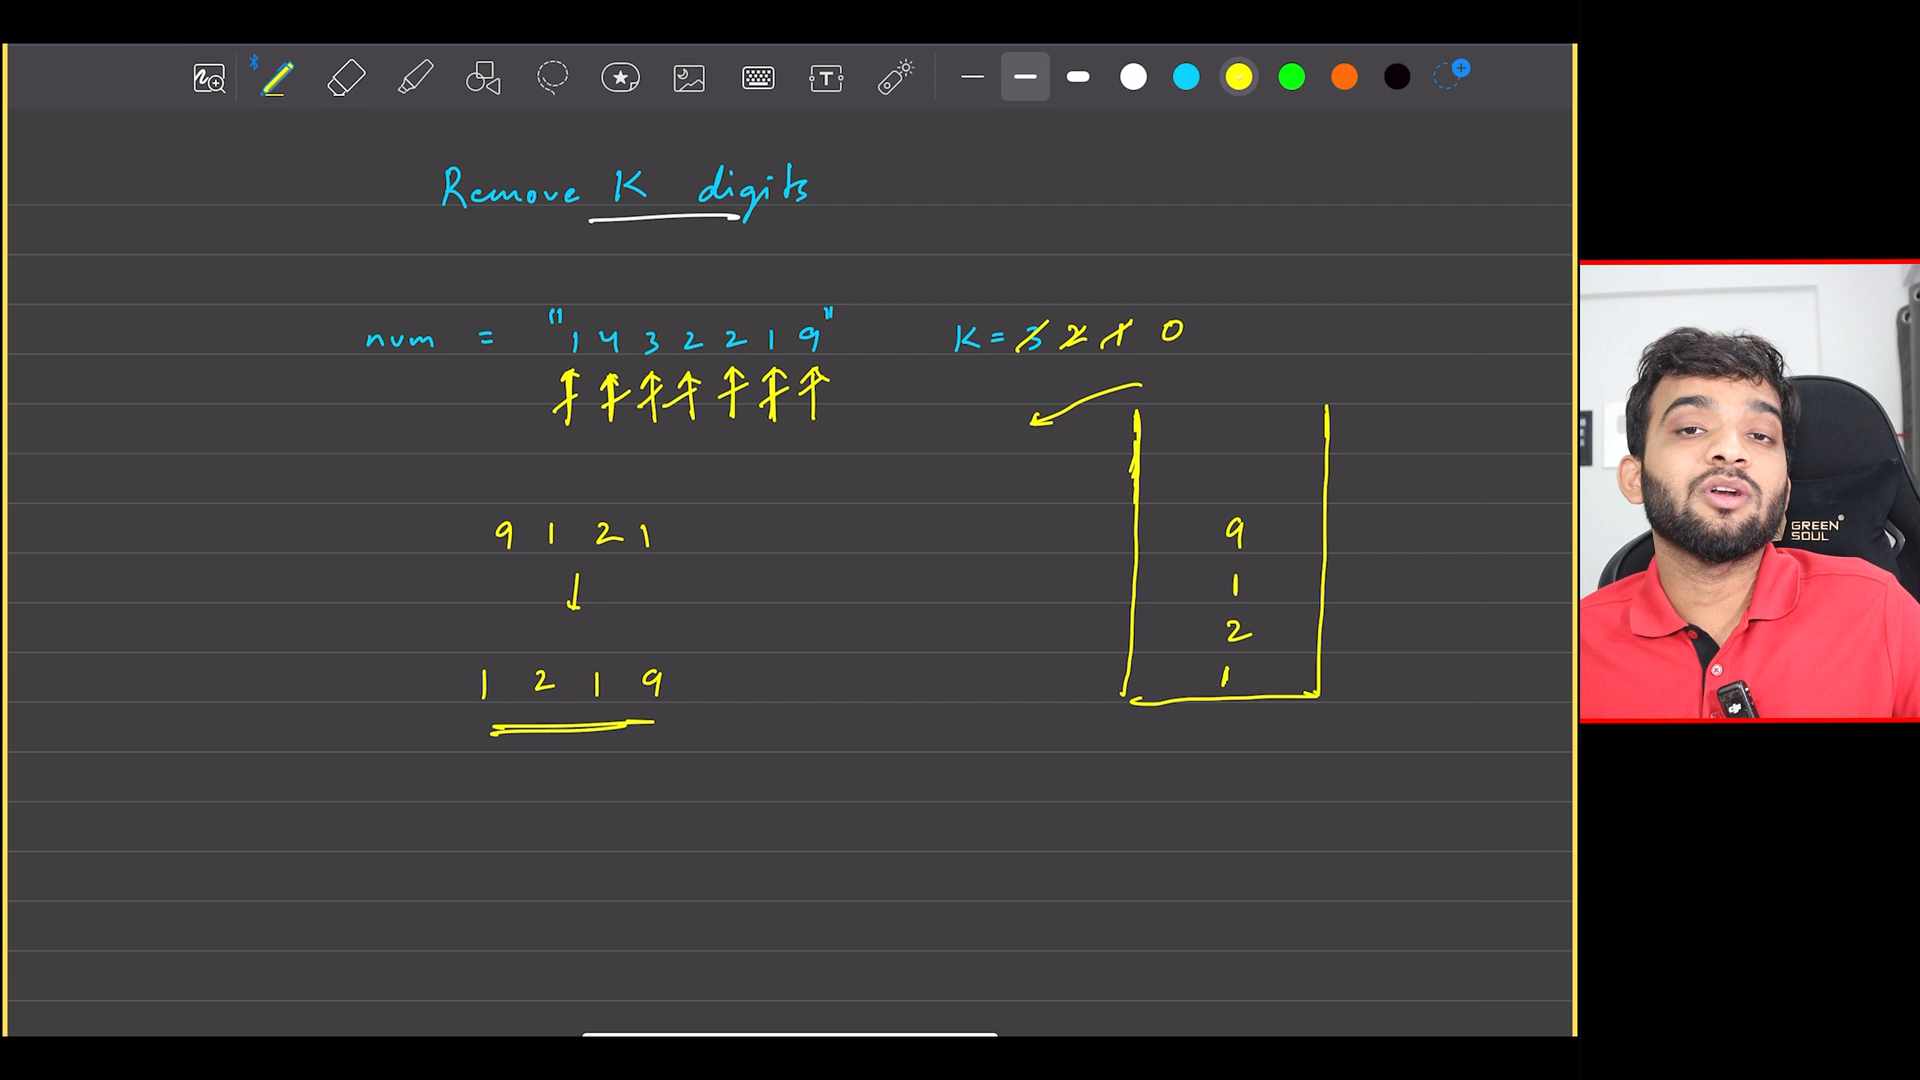 Remove K digits
num = "1432219" K = 3 2 1 0
9 1 2 1
1 2 1 9
9
1
2
1
T
GREEN
SOUL
DJI